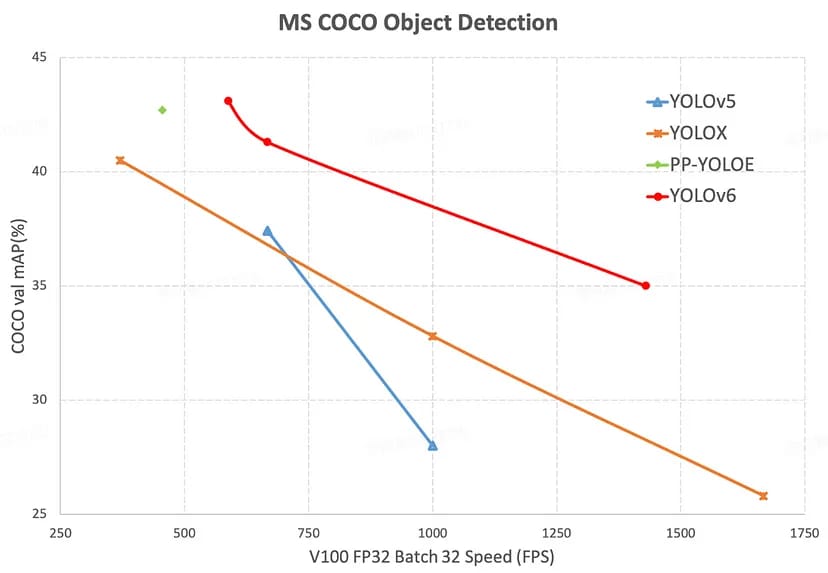 MS COCO Object Detection
45
40
35
30
25
COCO val mAP(%)
YOLOv5
YOLOX
PP-YOLOE
YOLOv6
250 500 750 1000 1250 1500 1750
V100 FP32 Batch 32 Speed (FPS)